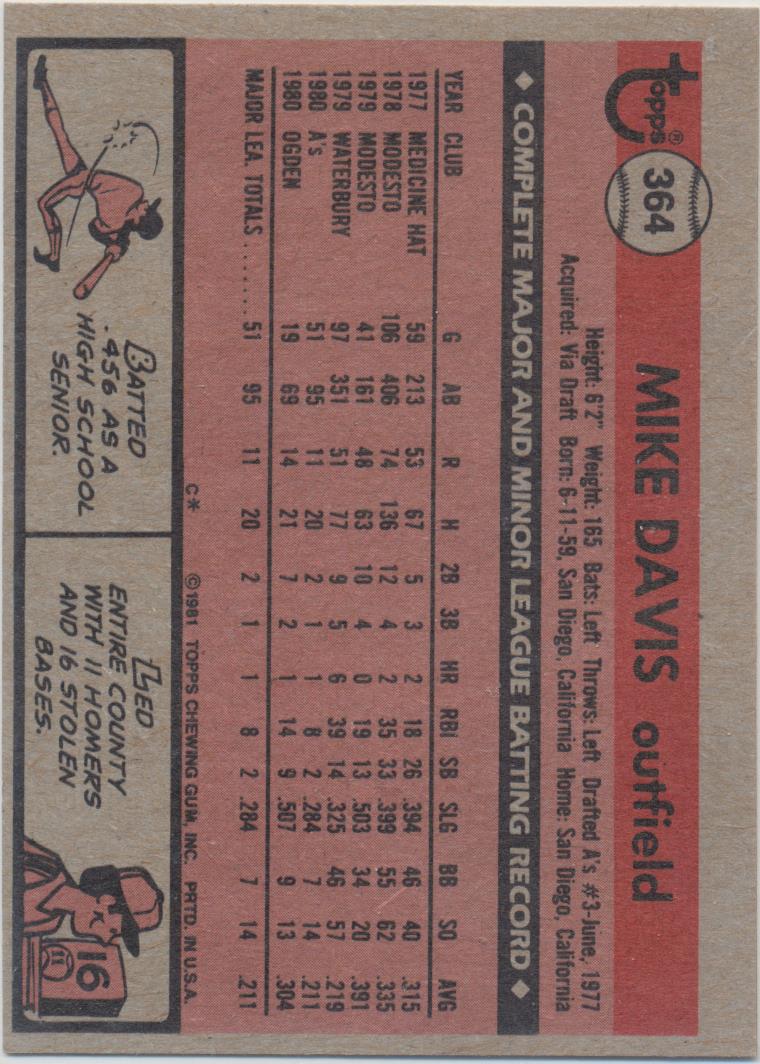 Topps® 364 MIKE DAVIS outfield
Height: 6'2" Weight: 165 Bats: Left Throws: Left Drafted A's #3-June, 1977
Acquired: Via Draft Born: 6-11-59, San Diego, California Home: San Diego, California
◆ COMPLETE MAJOR AND MINOR LEAGUE BATTING RECORD ◆
YEAR CLUB G AB R H 2B 3B HR RBI SB SLG BB SO AVG
1977 MEDICINE HAT 59 213 53 67 5 3 2 18 26 .394 46 40 .315
1978 MODESTO 106 406 74 136 12 4 2 35 33 .399 55 62 .335
1979 MODESTO 41 161 48 63 10 4 0 19 13 .503 34 20 .391
1979 WATERBURY 97 351 51 77 9 5 6 39 14 .325 46 57 .219
1980 A's 51 95 11 20 2 1 1 8 2 .284 7 14 .211
1980 OGDEN 19 69 14 21 7 2 1 14 9 .507 9 13 .304
MAJOR LEA. TOTALS ...... 51 95 11 20 2 1 1 8 2 .284 7 14 .211
C* ©1981 TOPPS CHEWING GUM, INC. PRTD. IN U.S.A.
BATTED
.456 AS A
HIGH SCHOOL
SENIOR.
LED
ENTIRE COUNTY
WITH 11 HOMERS
AND 16 STOLEN
BASES.
16
11